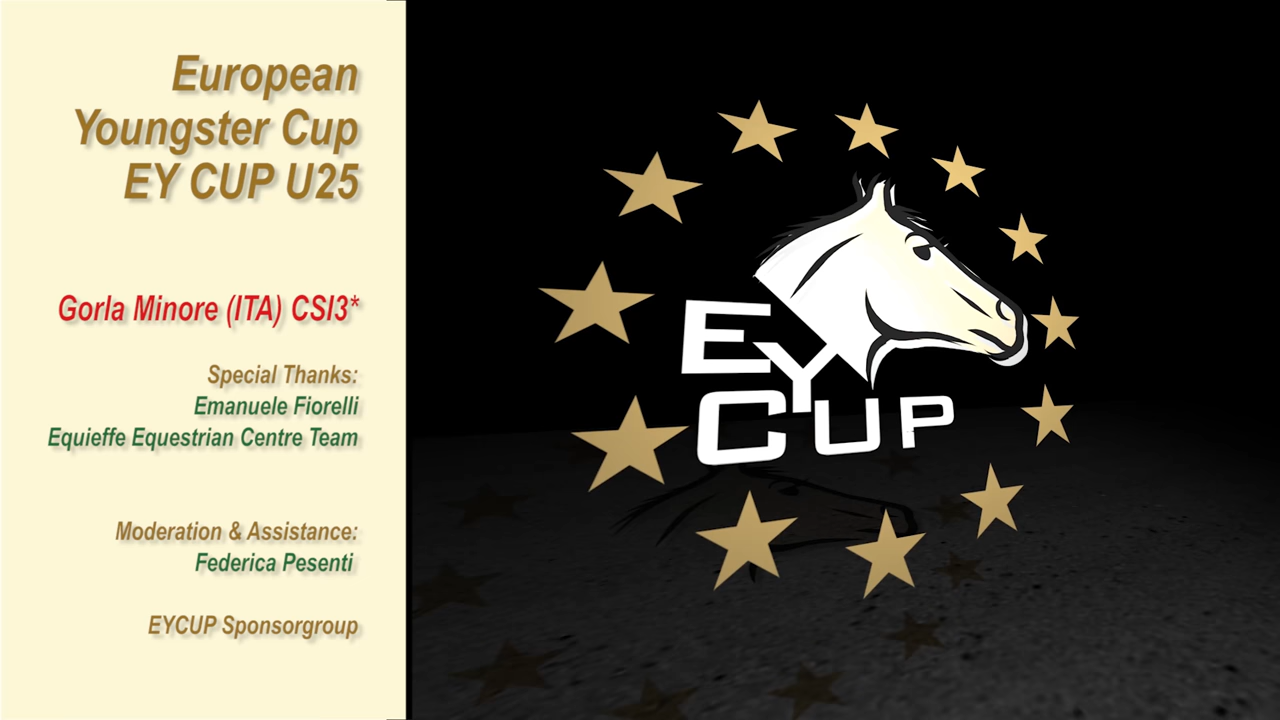 European
Youngster Cup
EY CUP U25
Gorla Minore (ITA) CSI3*
Special Thanks:
Emanuele Fiorelli
Equieffe Equestrian Centre Team
Moderation & Assistance:
Federica Pesenti
EYCUP Sponsorgroup
EY
CUP